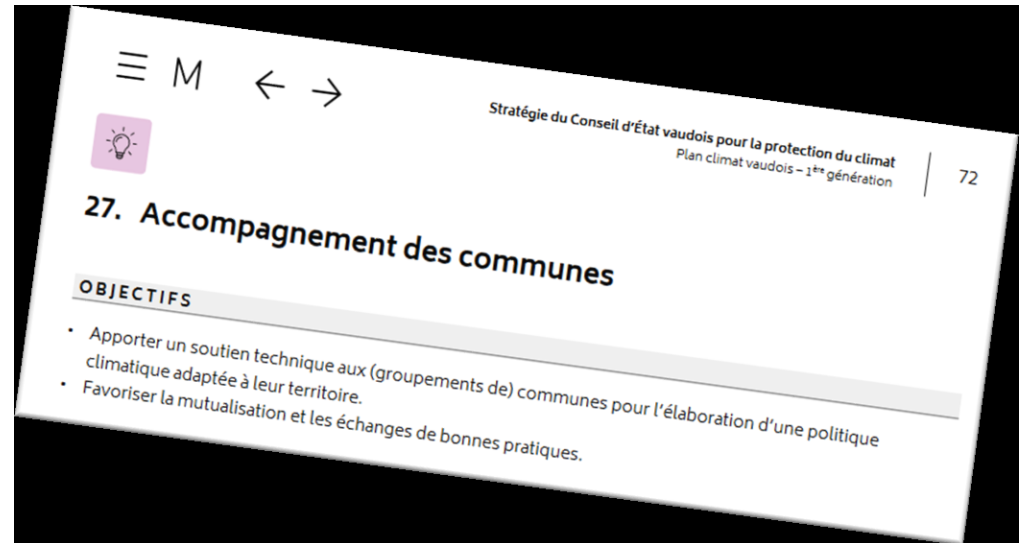 M
Stratégie du Conseil d'État vaudois pour la protection du climat
Plan climat vaudois – 1ère génération
72
27. Accompagnement des communes
OBJECTIFS
• Apporter un soutien technique aux (groupements de) communes pour l'élaboration d'une politique
climatique adaptée à leur territoire.
• Favoriser la mutualisation et les échanges de bonnes pratiques.